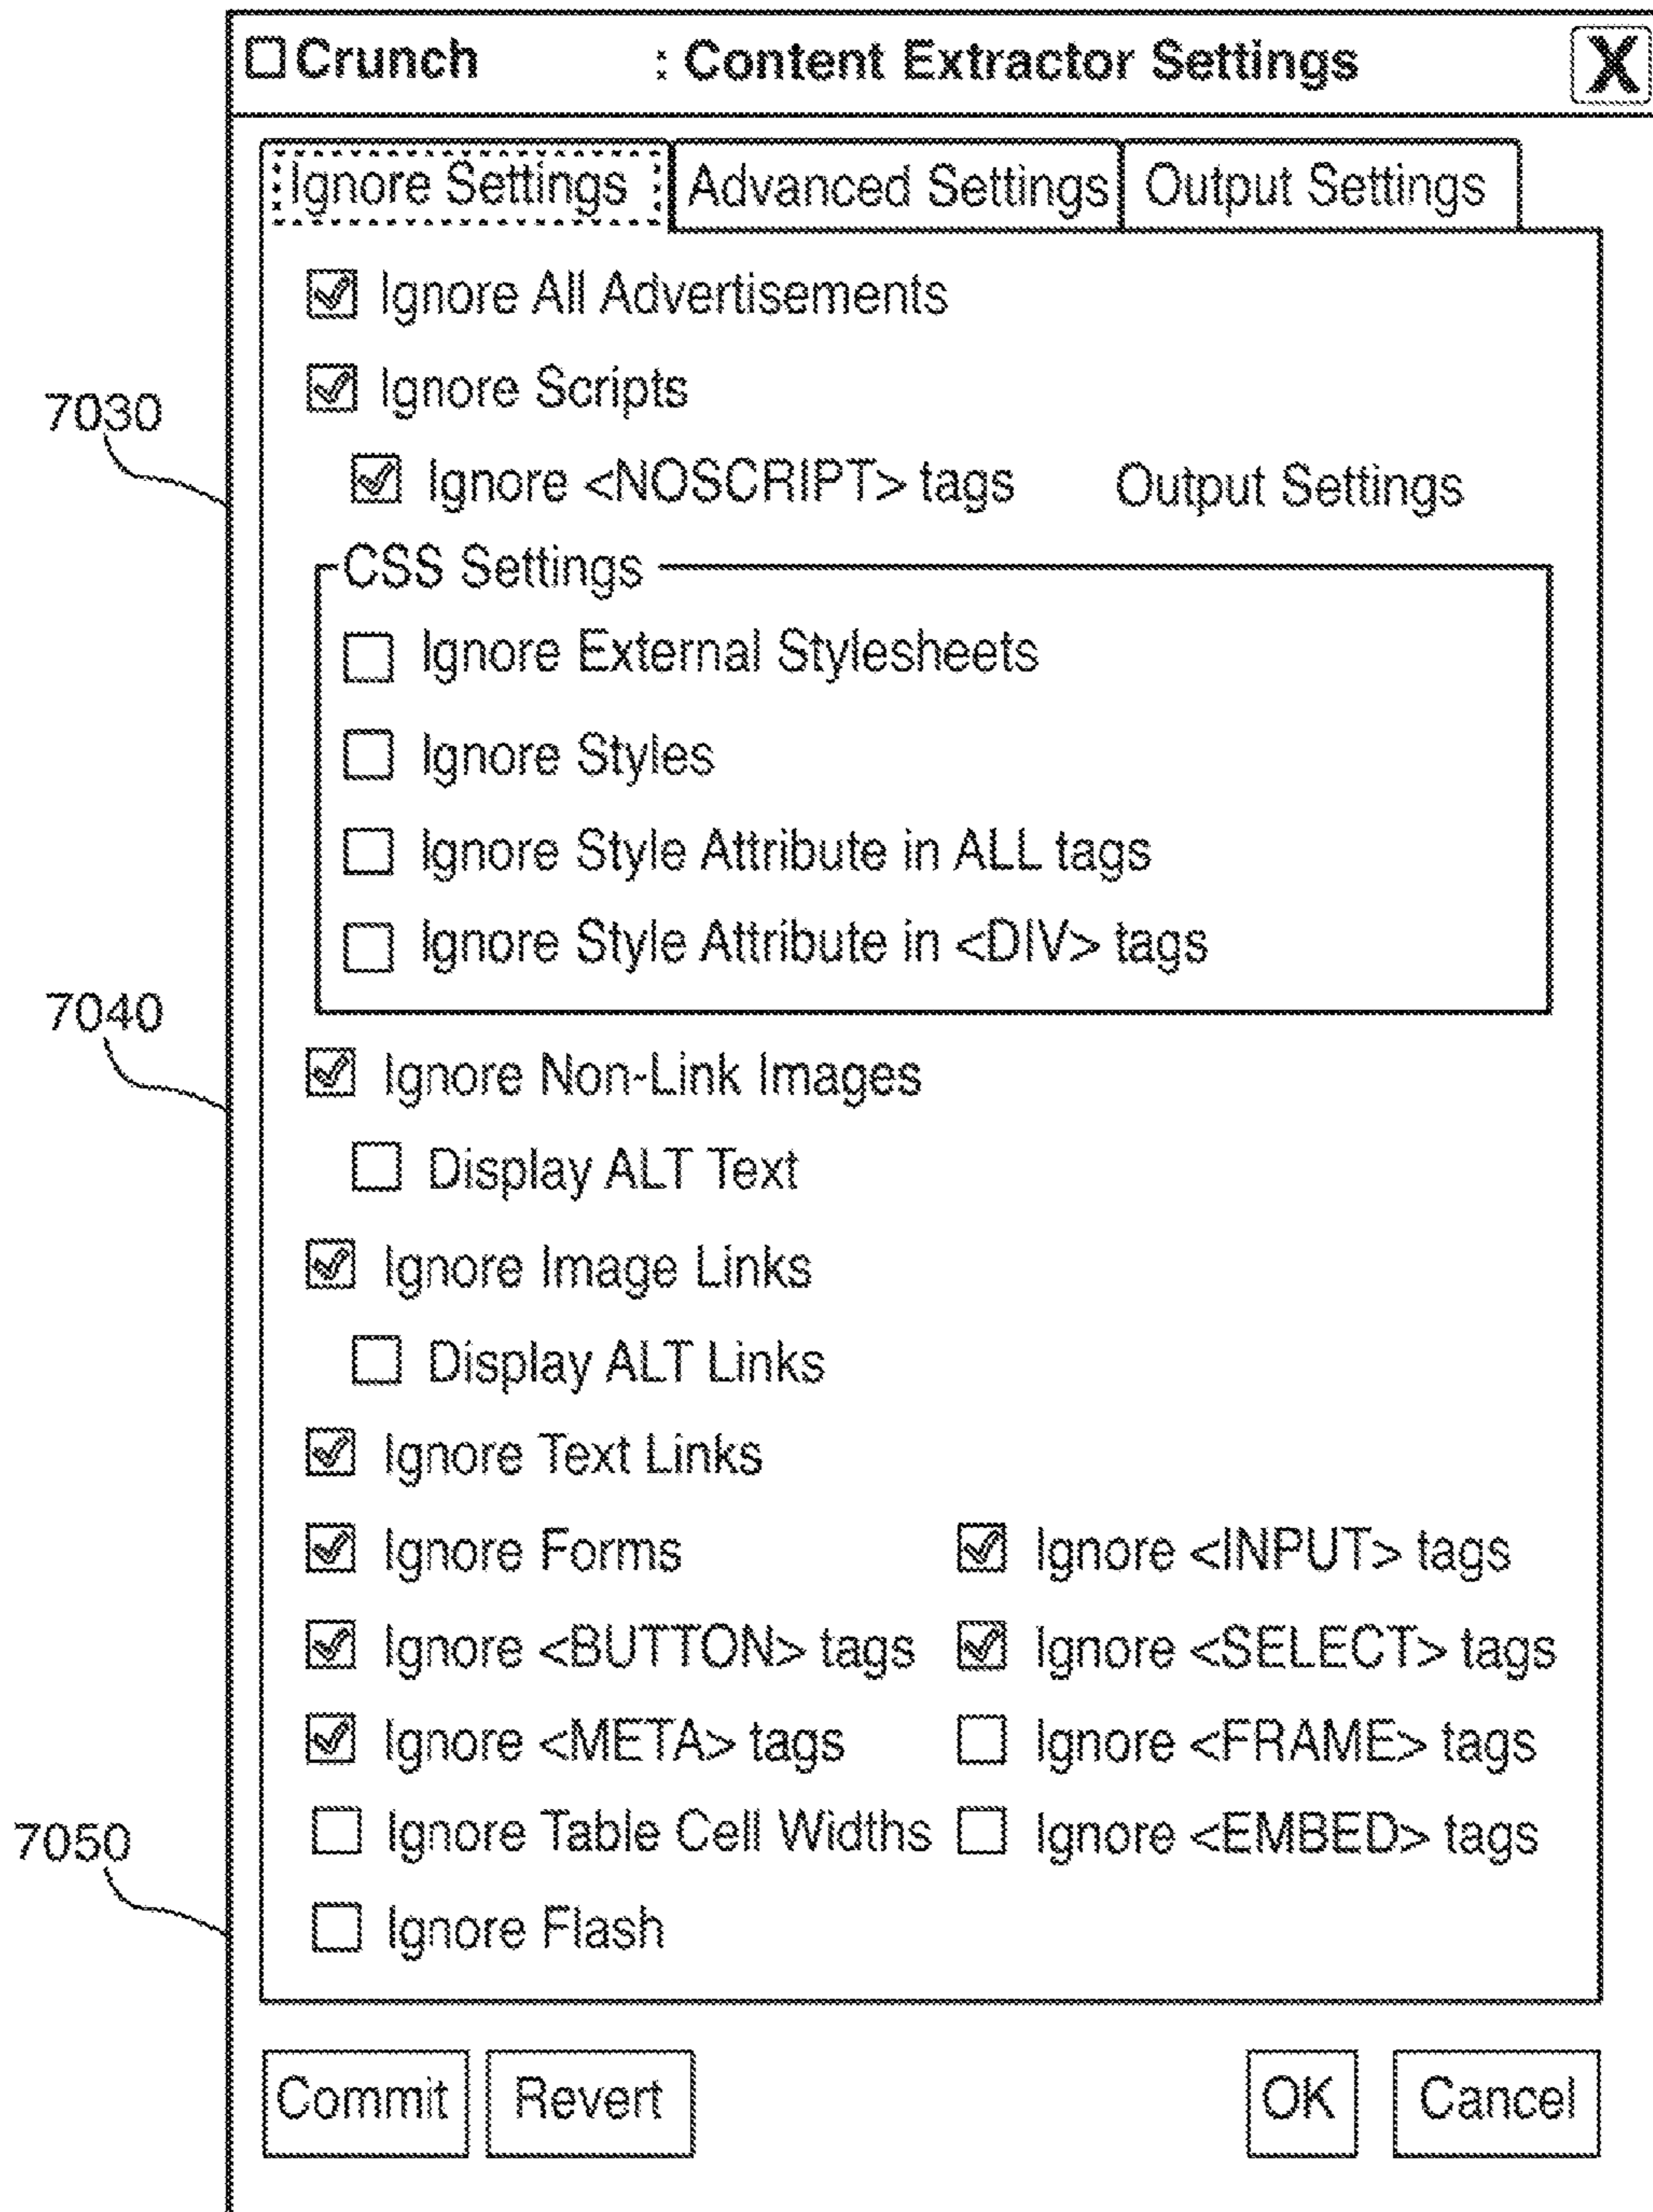 Crunch : Content Extractor Settings X
Ignore Settings Advanced Settings Output Settings
Ignore All Advertisements
Ignore Scripts
7030
Ignore <NOSCRIPT> tags Output Settings
CSS Settings
Ignore External Stylesheets
Ignore Styles
Ignore Style Attribute in ALL tags
Ignore Style Attribute in <DIV> tags
7040
Ignore Non-Link Images
Display ALT Text
Ignore Image Links
Display ALT Links
Ignore Text Links
Ignore Forms Ignore <INPUT> tags
Ignore <BUTTON> tags Ignore <SELECT> tags
Ignore <META> tags Ignore <FRAME> tags
7050 Ignore Table Cell Widths Ignore <EMBED> tags
Ignore Flash
Commit Revert OK Cancel